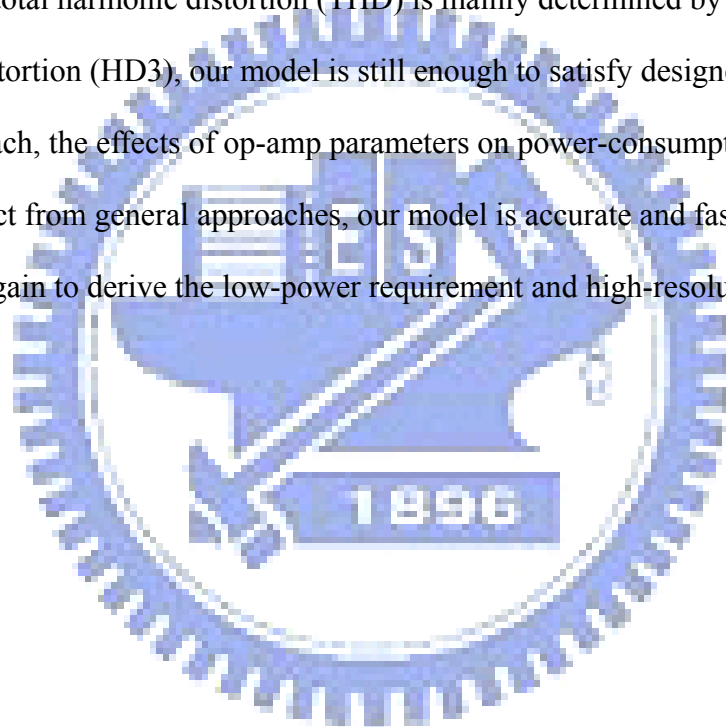 total harmonic distortion (THD) is mainly determined by
tortion (HD3), our model is still enough to satisfy designe
ach, the effects of op-amp parameters on power-consumpt
ct from general approaches, our model is accurate and fas
gain to derive the low-power requirement and high-resolu
E S
1896